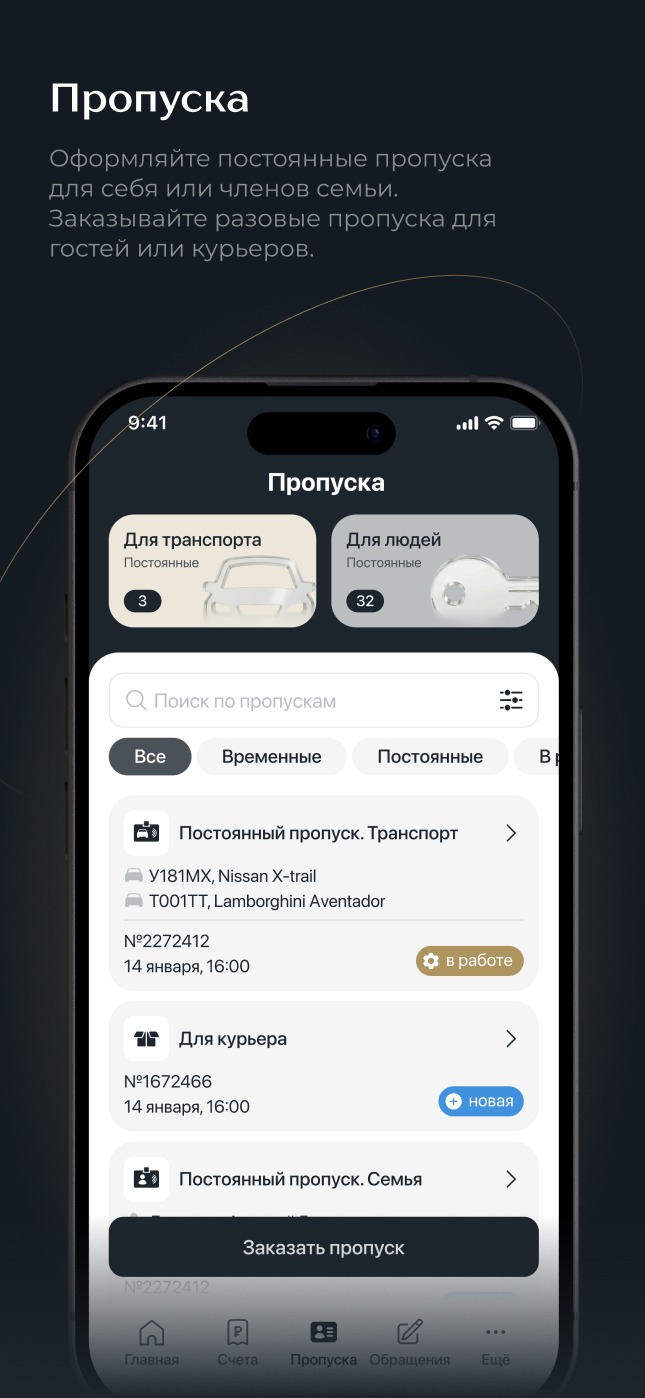 Пропуска
Оформляйте постоянные пропуска
для себя или членов семьи.
Заказывайте разовые пропуска для
гостей или курьеров.
9:41
Пропуска
Для транспорта
Постоянные
3
Для людей
Постоянные
32
Поиск по пропускам
Все
Временные
Постоянные
В р
Постоянный пропуск. Транспорт
У181МХ, Nissan X-trail
Т001ТТ, Lamborghini Aventador
№2272412
14 января, 16:00
в работе
Для курьера
№1672466
14 января, 16:00
новая
Постоянный пропуск. Семья
Заказать пропуск
№2272412
Главная
Счета
Пропуска
Обращения
Ещё